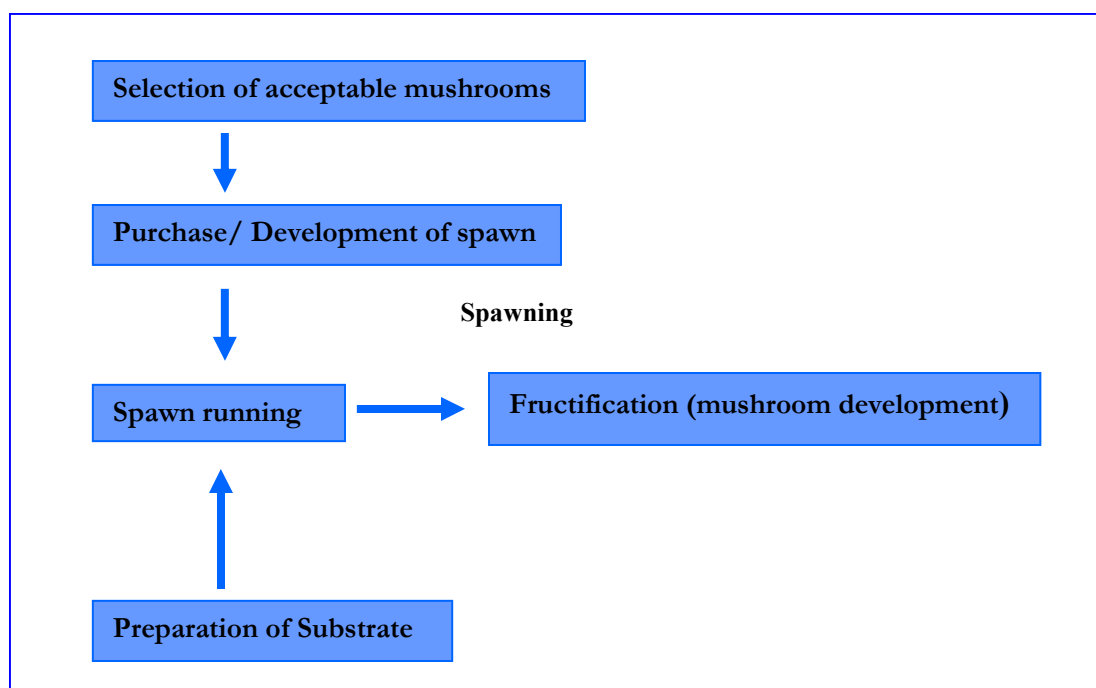 Selection of acceptable mushrooms
Purchase/ Development of spawn
Spawning
Spawn running
Fructification (mushroom development)
Preparation of Substrate